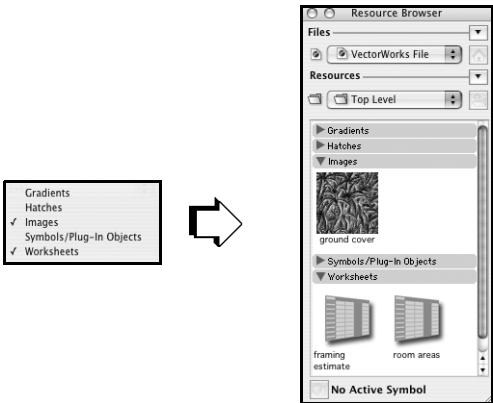 Gradients
Hatches
✓ Images
Symbols/Plug-In Objects
✓ Worksheets
Resource Browser
Files
VectorWorks File
Resources
Top Level
Gradients
Hatches
Images
ground cover
Symbols/Plug-In Objects
Worksheets
framing estimate
room areas
No Active Symbol